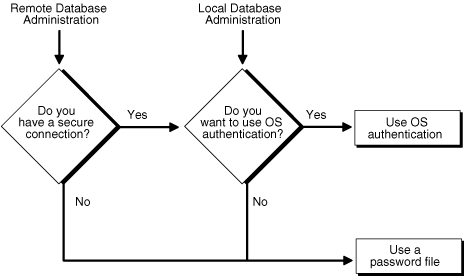 Remote Database
Administration
Local Database
Administration
Do you
have a secure
connection?
Yes
Do you
want to use OS
authentication?
Yes
Use OS
authentication
No
No
Use a
password file